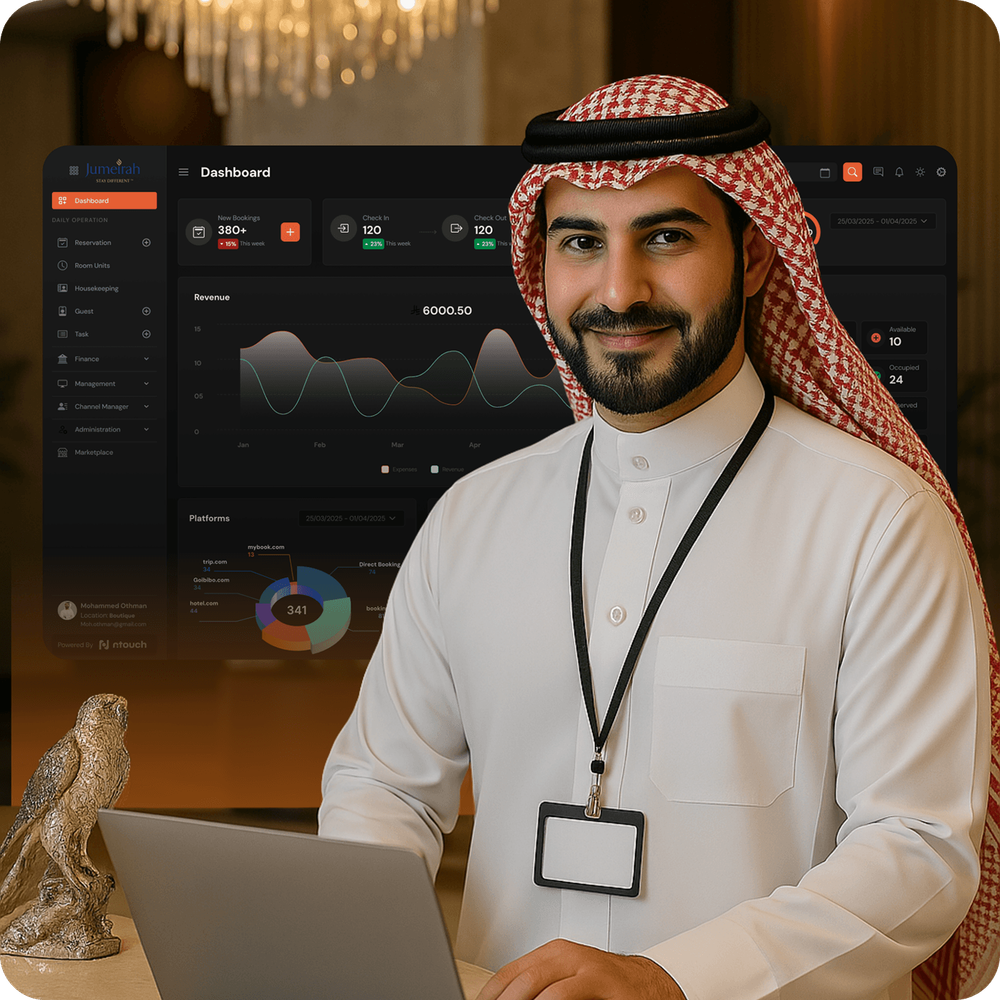 Jumeirah
STAY DIFFERENT™
Dashboard
DAILY OPERATION
Reservation
Room Units
Housekeeping
Guest
Task
Finance
Management
Channel Manager
Administration
Marketplace
Mohammed Othman
Location Boutique
Powered By ntouch
Dashboard
New Bookings
380+
15% This week
Check In
120
23% This week
Check Out
120
23%
25/03/2025 - 01/04/2025
Revenue
6000.50
15
10
05
0
Jan
Feb
Mar
Apr
Expenses
Revenue
Available
10
Occupied
24
Platforms
25/03/2025 - 01/04/2025
mybook.com
13
trip.com
Goibibo.com
hotel.com
Direct Booking
341